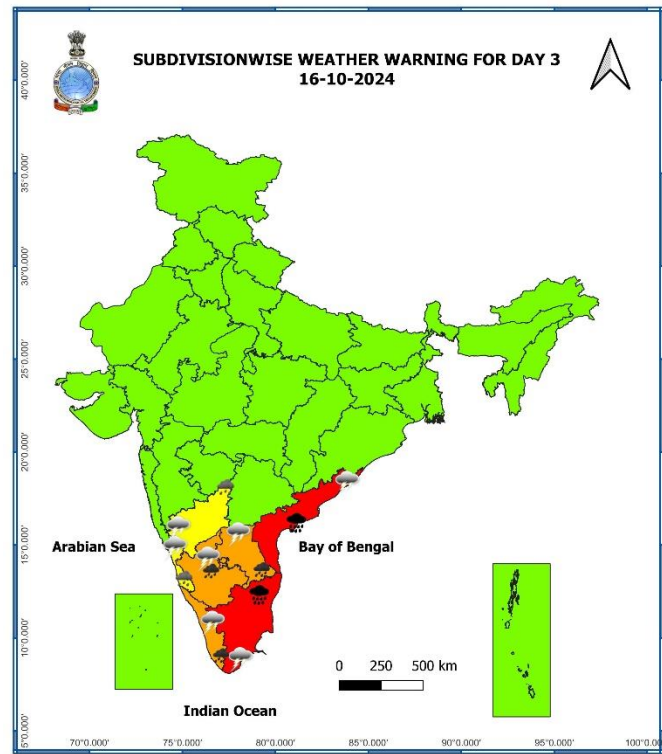 SUBDIVISIONWISE WEATHER WARNING FOR DAY 3
16-10-2024
40°0.000'
35°0.000'
30°0.000'
25°0.000'
20°0.000'
15°0.000'
10°0.000'
5°0.000'
Arabian Sea
Bay of Bengal
0 250 500 km
Indian Ocean
70°0.000' 75°0.000' 80°0.000' 85°0.000' 90°0.000' 95°0.000' 100°0.000'